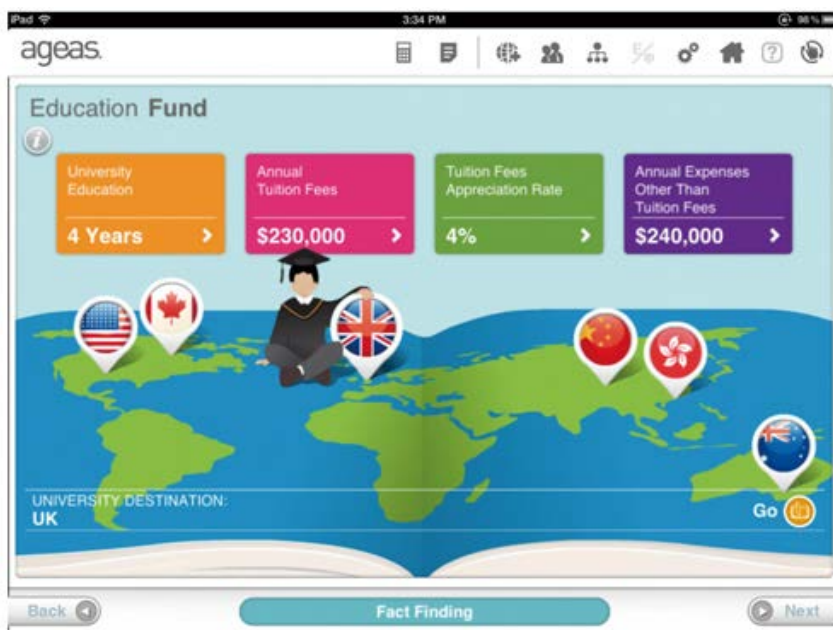 iPad
3:34 PM
98%
ageas.
Education Fund
University
Education
4 Years
Annual
Tuition Fees
$230,000
Tuition Fees
Appreciation Rate
4%
Annual Expenses
Other Than
Tuition Fees
$240,000
UNIVERSITY DESTINATION:
UK
Go
Back
Fact Finding
Next